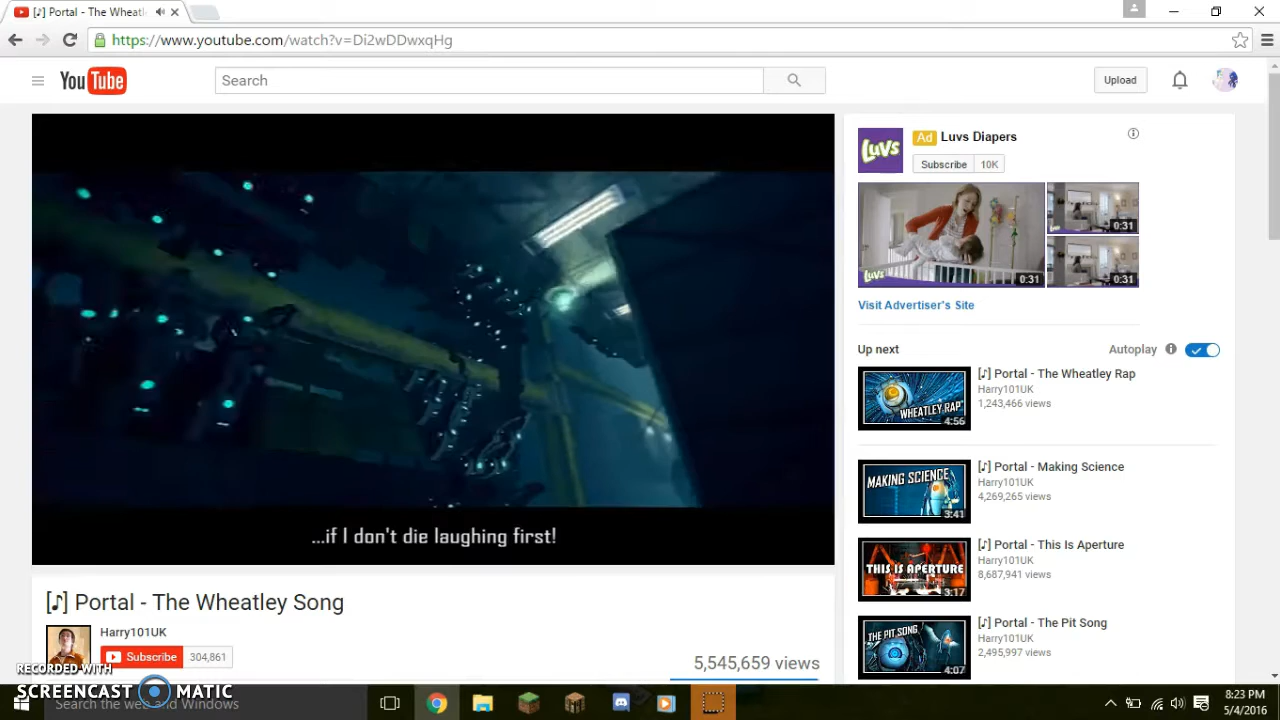 [♪] Portal - The Wheatl
https://www.youtube.com/watch?v=Di2wDDwxqHg
YouTube
Search
Upload
Luvs
Ad Luvs Diapers
Subscribe 10K
Luvs
0:31
0:31
0:31
Visit Advertiser's Site
Up next
Autoplay
WHEATLEY RAP
4:56
[♪] Portal - The Wheatley Rap
Harry101UK
1,243,466 views
MAKING SCIENCE
3:41
[♪] Portal - Making Science
Harry101UK
4,269,265 views
THIS IS APERTURE
3:17
[♪] Portal - This Is Aperture
Harry101UK
8,687,941 views
THE PIT SONG
4:07
[♪] Portal - The Pit Song
Harry101UK
2,495,997 views
...if I don't die laughing first!
[♪] Portal - The Wheatley Song
Harry101UK
Subscribe 304,861
5,545,659 views
RECORDED WITH
SCREENCAST MATIC
Search the web and Windows
8:23 PM
5/4/2016